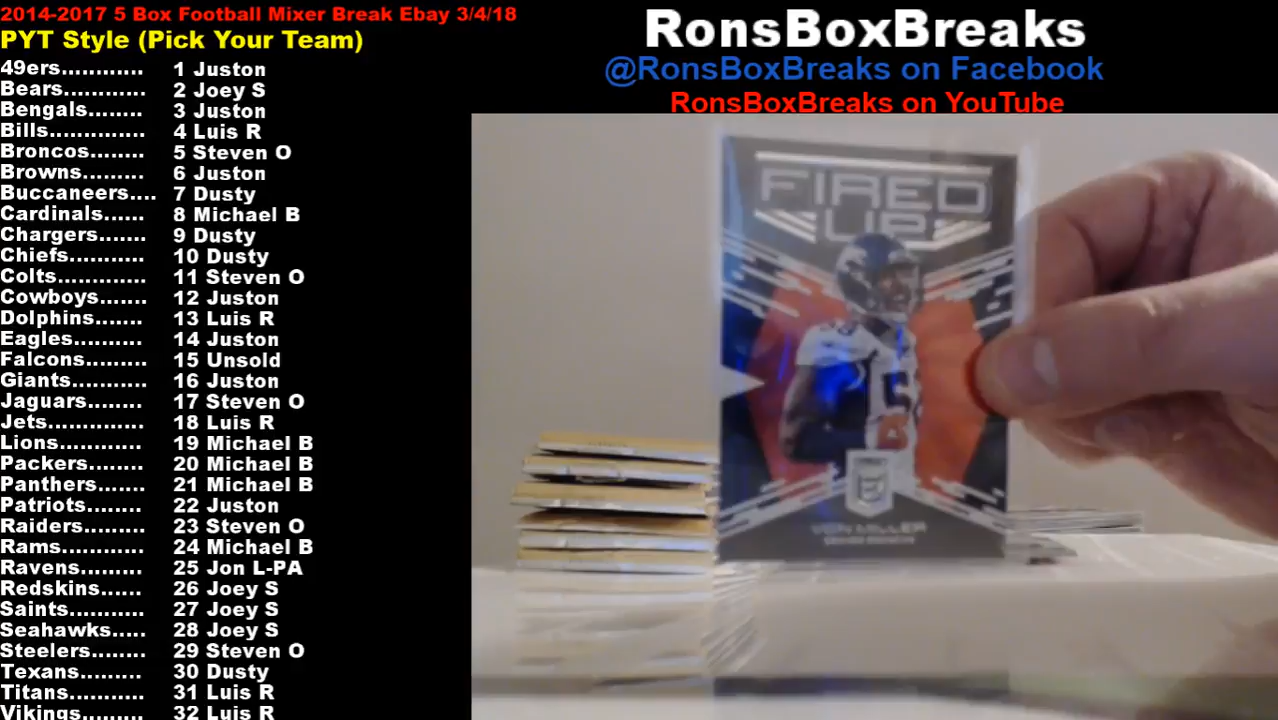 2014-2017 5 Box Football Mixer Break Ebay 3/4/18
PYT Style (Pick Your Team)
49ers............ 1 Juston
Bears............ 2 Joey S
Bengals........ 3 Juston
Bills.............. 4 Luis R
Broncos........ 5 Steven O
Browns......... 6 Juston
Buccaneers.... 7 Dusty
Cardinals...... 8 Michael B
Chargers....... 9 Dusty
Chiefs........... 10 Dusty
Colts............. 11 Steven O
Cowboys....... 12 Juston
Dolphins....... 13 Luis R
Eagles.......... 14 Juston
Falcons......... 15 Unsold
Giants........... 16 Juston
Jaguars........ 17 Steven O
Jets.............. 18 Luis R
Lions............ 19 Michael B
Packers........ 20 Michael B
Panthers....... 21 Michael B
Patriots........ 22 Juston
Raiders......... 23 Steven O
Rams............ 24 Michael B
Ravens......... 25 Jon L-PA
Redskins...... 26 Joey S
Saints........... 27 Joey S
Seahawks..... 28 Joey S
Steelers........ 29 Steven O
Texans......... 30 Dusty
Titans........... 31 Luis R
Vikings......... 32 Luis R
RonsBoxBreaks
@RonsBoxBreaks on Facebook
RonsBoxBreaks on YouTube
FIRED
UP
VON MILLER